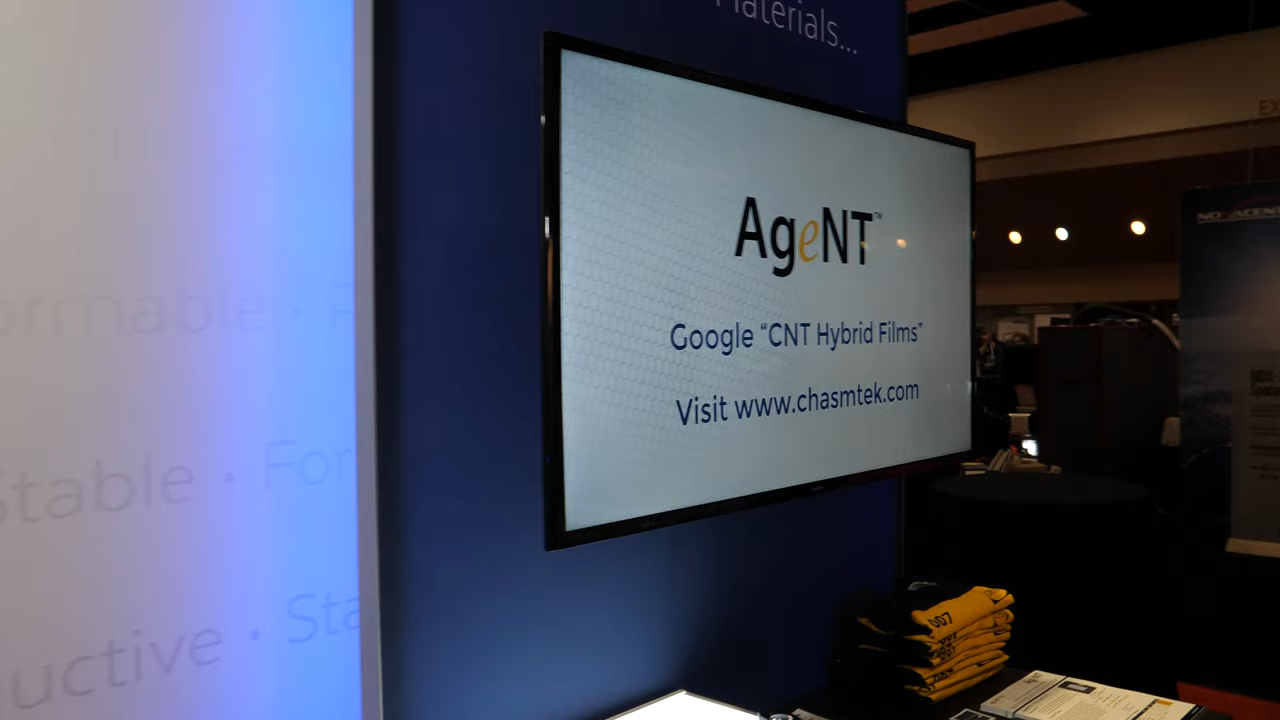 Materials...
AgeNT™
Google “CNT Hybrid Films”
Visit www.chasmtek.com
ormable • F
Stable • For
uctive • Sta
007